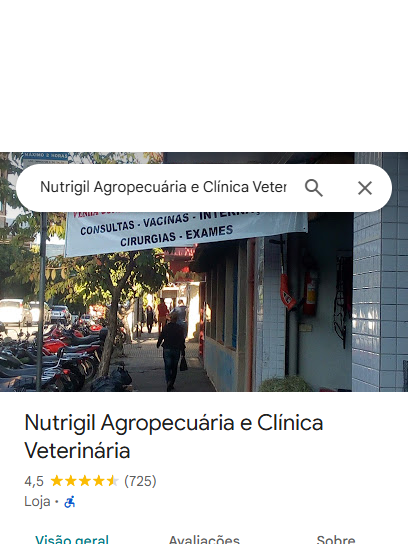 Nutrigil Agropecuária e Clínica Veter
CONSULTAS - VACINAS - INTERNAÇ
CIRURGIAS - EXAMES
Nutrigil Agropecuária e Clínica
Veterinária
4,5 (725)
Loja
Visão geral Avaliações Sobre